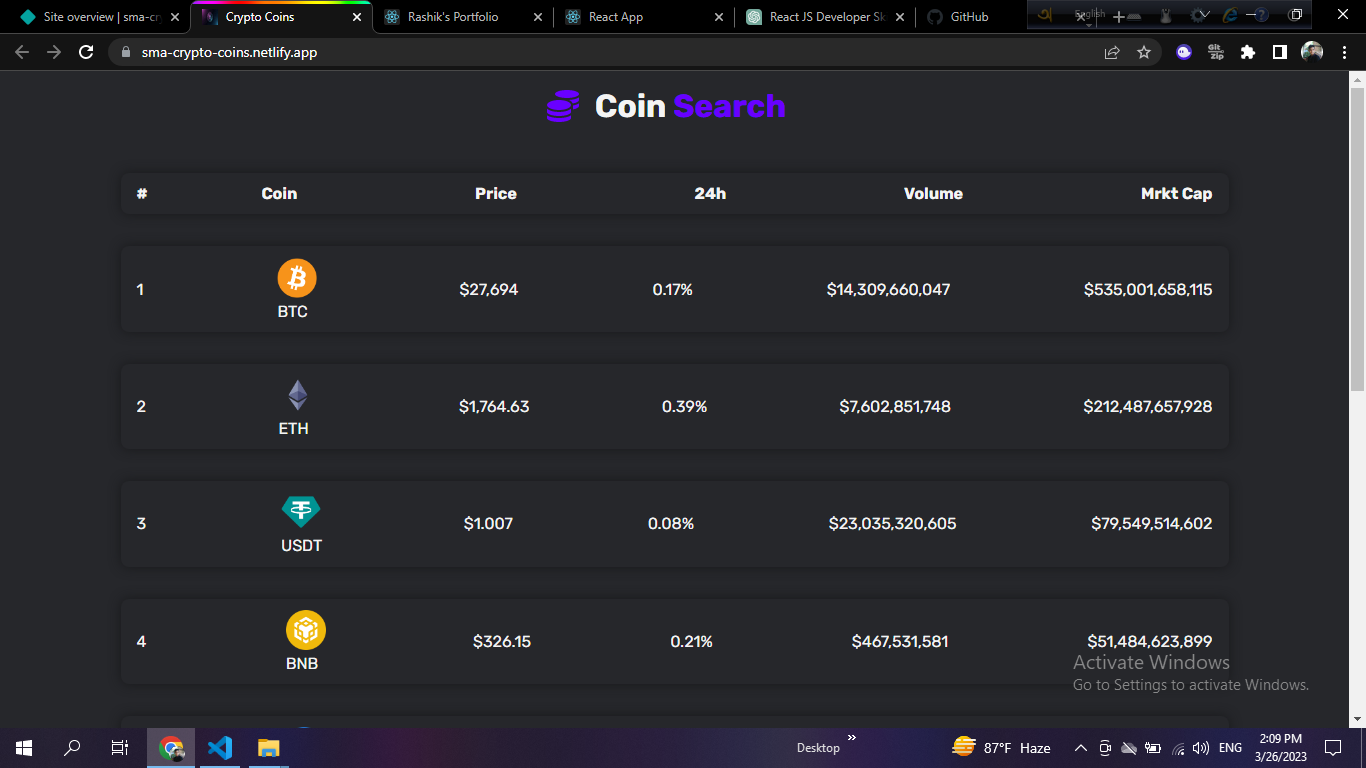 Site overview | sma-cr
Crypto Coins
Rashik's Portfolio
React App
React JS Developer Sk
GitHub
English
sma-crypto-coins.netlify.app
Git
Zip
Coin Search
# Coin Price 24h Volume Mrkt Cap
1 BTC $27,694 0.17% $14,309,660,047 $535,001,658,115
2 ETH $1,764.63 0.39% $7,602,851,748 $212,487,657,928
3 USDT $1.007 0.08% $23,035,320,605 $79,549,514,602
4 BNB $326.15 0.21% $467,531,581 $51,484,623,899
Activate Windows
Go to Settings to activate Windows.
Desktop
87°F Haze
ENG
2:09 PM
3/26/2023